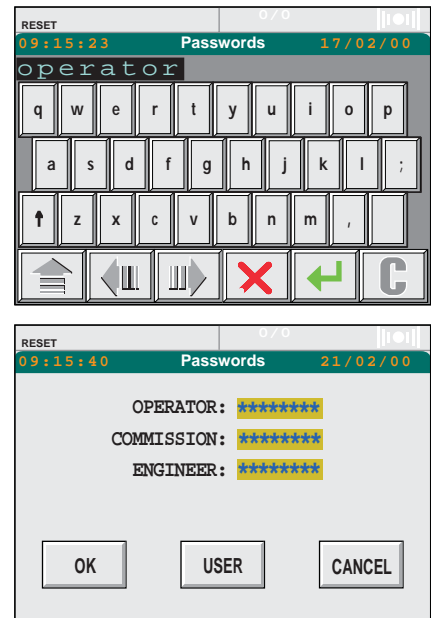 RESET 0/0
09:15:23 Passwords 17/02/00
operator
q w e r t y u i o p
a s d f g h j k l ;
z x c v b n m ,
C
RESET 0/0
09:15:40 Passwords 21/02/00
OPERATOR: ********
COMMISSION: ********
ENGINEER: ********
OK USER CANCEL